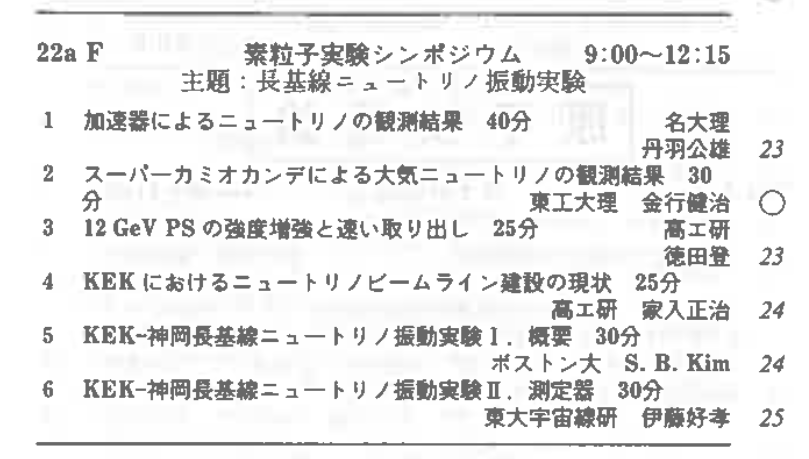 22a F 素粒子実験シンポジウム 9:00〜12:15
主題：長基線ニュートリノ振動実験
1 加速器によるニュートリノの観測結果 40分 名大理
丹羽公雄 23
2 スーパーカミオカンデによる大気ニュートリノの観測結果 30
分 東工大理 金行健治 ○
3 12 GeV PS の強度増強と速い取り出し 25分 高エ研
徳田登 23
4 KEK におけるニュートリノビームライン建設の現状 25分
高エ研 家入正治 24
5 KEK-神岡長基線ニュートリノ振動実験Ⅰ．概要 30分
ボストン大 S. B. Kim 24
6 KEK-神岡長基線ニュートリノ振動実験Ⅱ．測定器 30分
東大宇宙線研 伊藤好孝 25